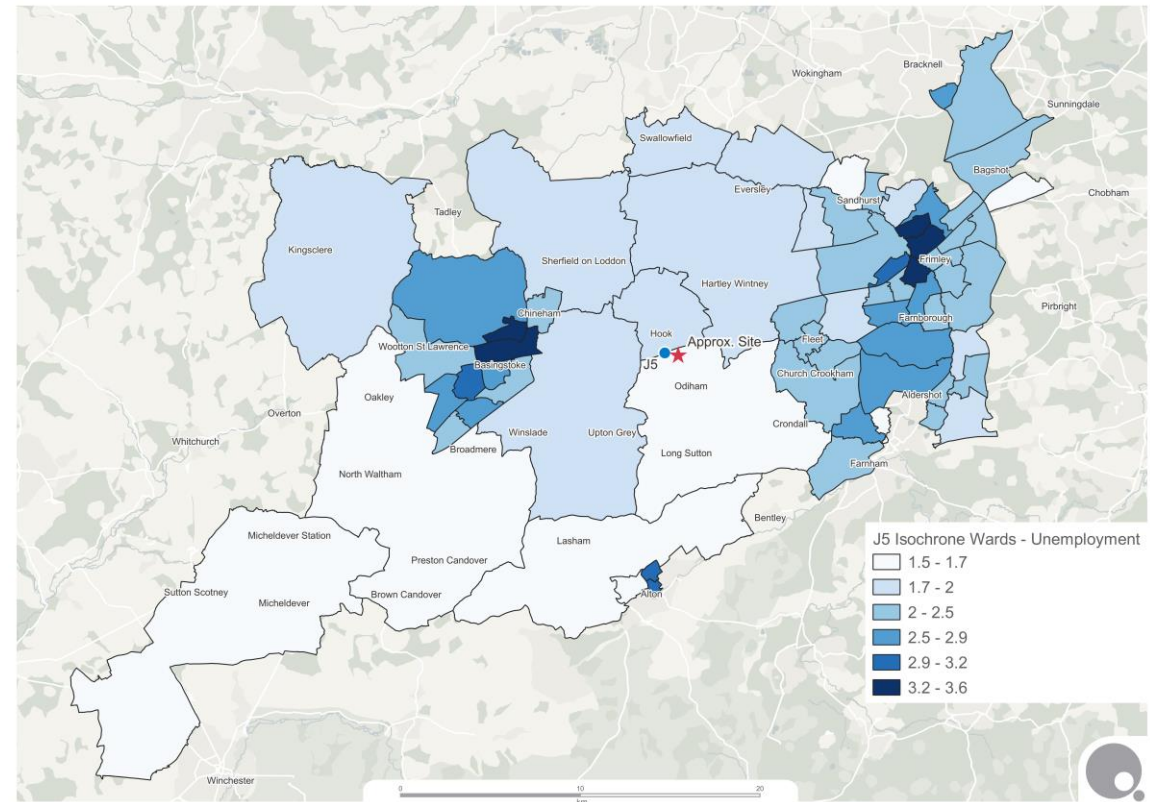 Bracknell
Wokingham
Sunningdale
Swallowfield
Bagshot
Eversley
Chobham
Sandhurst
Tadley
Kingsclere
Frimley
Sherfield on Loddon
Hartley Wintney
Pirbright
Chineham
Farnborough
Hook
Approx. Site
Fleet
Wootton St Lawrence
J5
Basingstoke
Church Crookham
Odiham
Aldershot
Oakley
Overton
Crondall
Winslade
Upton Grey
Whitchurch
Broadmere
Long Sutton
Farnham
North Waltham
Bentley
Micheldever Station
Lasham
J5 Isochrone Wards - Unemployment
1.5 - 1.7
1.7 - 2
2 - 2.5
2.5 - 2.9
2.9 - 3.2
3.2 - 3.6
Preston Candover
Sutton Scotney
Micheldever
Brown Candover
Alton
Winchester
0 10 20
km